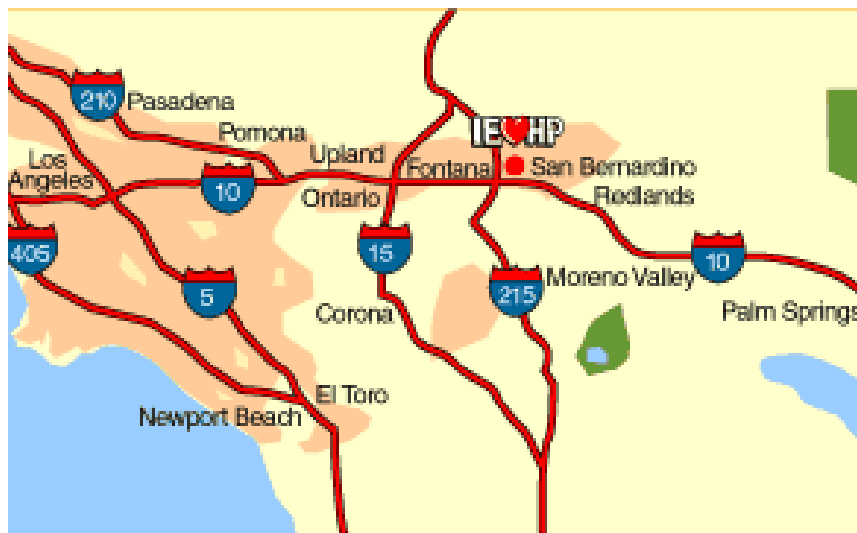 210
Pasadena
Pomona
IE HP
Los
Angeles
Upland
Fontana
San Bernardino
10
Ontario
Redlands
405
15
10
5
215
Moreno Valley
Corona
Palm Springs
El Toro
Newport Beach